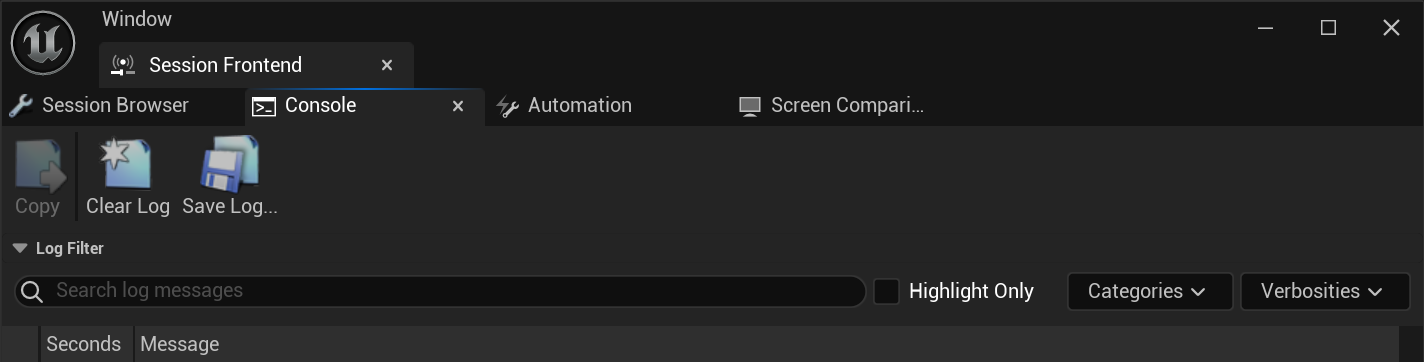 Window
Session Frontend
Session Browser Console Automation Screen Compari...
Copy Clear Log Save Log...
Log Filter
Search log messages Highlight Only Categories Verbosities
Seconds Message